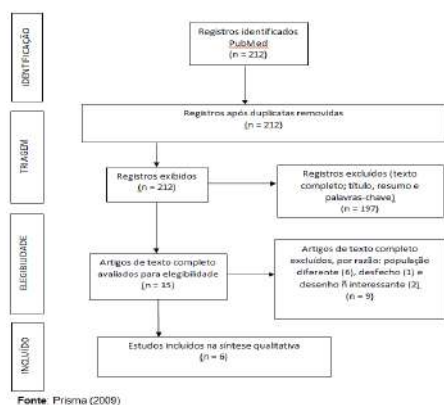 IDENTIFICAÇÃO
Registros identificados
PubMed
(n = 212)
TRIAGEM
Registros após duplicatas removidas
(n = 212)
Registros exibidos
(n = 212)
Registros excluídos (texto
completo; título, resumo e
palavras-chave)
(n = 197)
ELEGIBILIDADE
Artigos de texto completo
avaliados para elegibilidade
(n = 15)
Artigos de texto completo
excluídos, por razão: população
diferente (6), desfecho (1) e
desenho ñ interessante (2)
(n = 9)
INCLUÍDO
Estudos incluídos na síntese qualitativa
(n = 6)
Fonte: Prisma (2009)